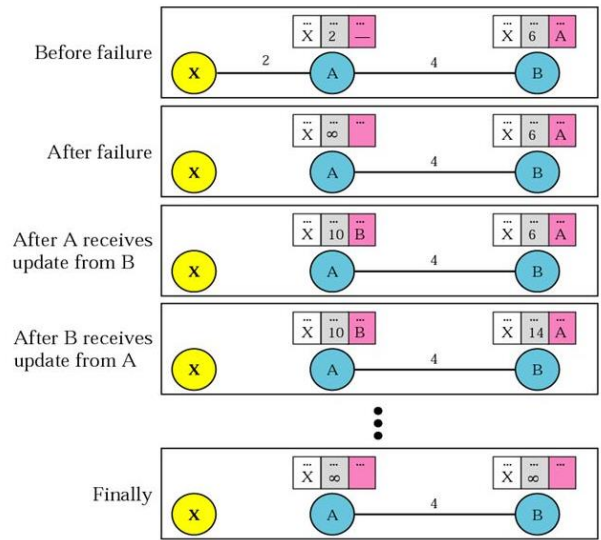 Before failure
... ... ...
X 2 —
... ... ...
X 6 A
X 2 A 4 B
After failure
... ... ...
X ∞
... ... ...
X 6 A
X A 4 B
After A receives
update from B
... ... ...
X 10 B
... ... ...
X 6 A
X A 4 B
After B receives
update from A
... ... ...
X 10 B
... ... ...
X 14 A
X A 4 B
Finally
... ... ...
X ∞
... ... ...
X ∞
X A 4 B